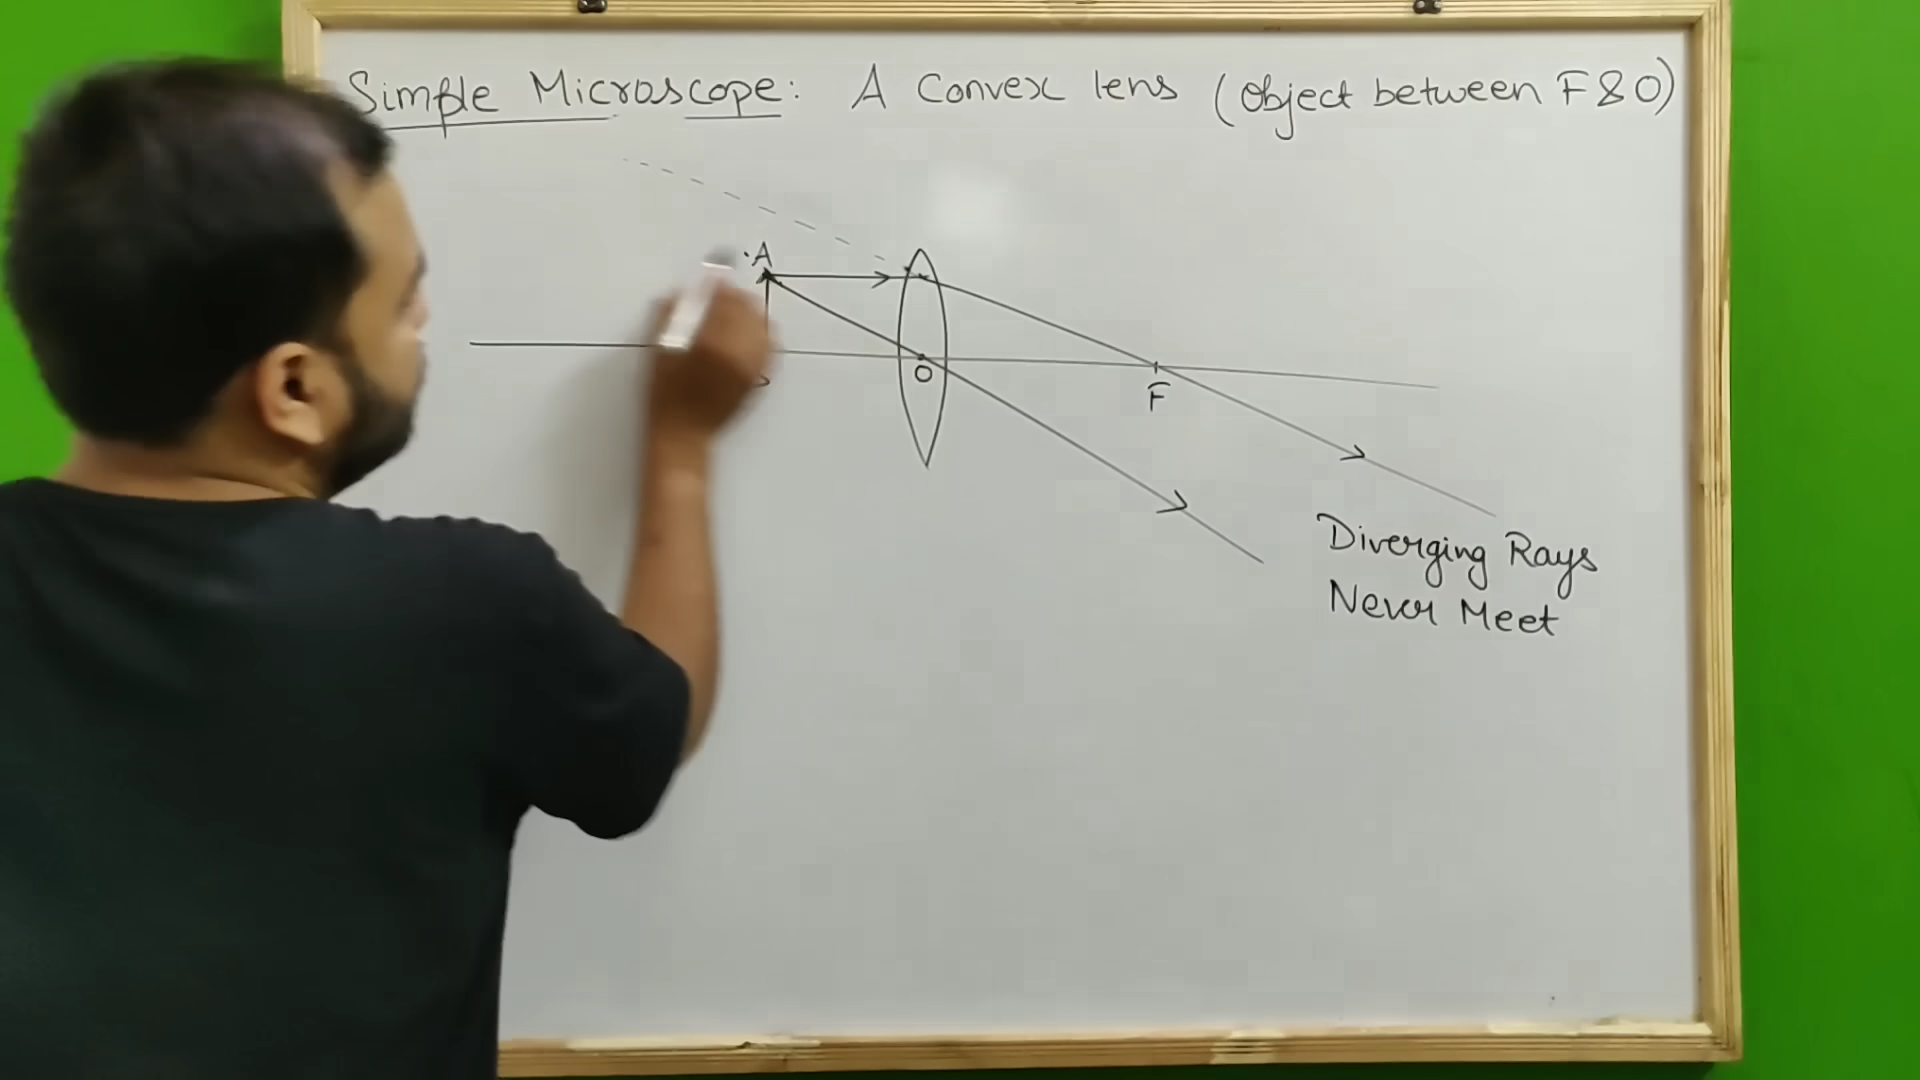 Simple Microscope: A Convex lens (Object between F & O)
A
O
F
Diverging Rays
Never Meet